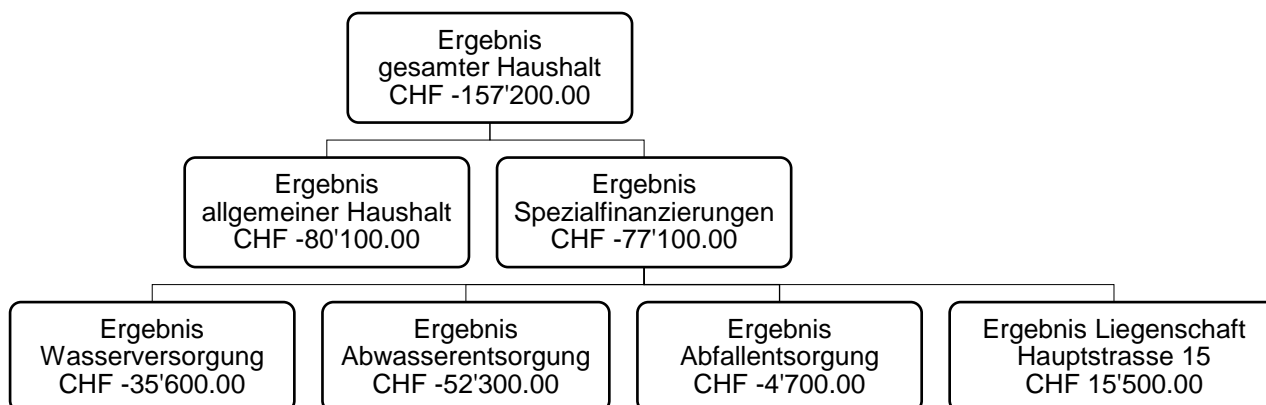 Ergebnis
gesamter Haushalt
CHF -157'200.00
Ergebnis
allgemeiner Haushalt
CHF -80'100.00
Ergebnis
Spezialfinanzierungen
CHF -77'100.00
Ergebnis
Wasserversorgung
CHF -35'600.00
Ergebnis
Abwasserentsorgung
CHF -52'300.00
Ergebnis
Abfallentsorgung
CHF -4'700.00
Ergebnis Liegenschaft
Hauptstrasse 15
CHF 15'500.00